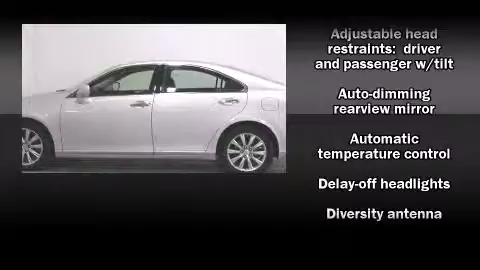 Adjustable head
restraints: driver
and passenger w/tilt
Auto-dimming
rearview mirror
Automatic
temperature control
Delay-off headlights
Diversity antenna